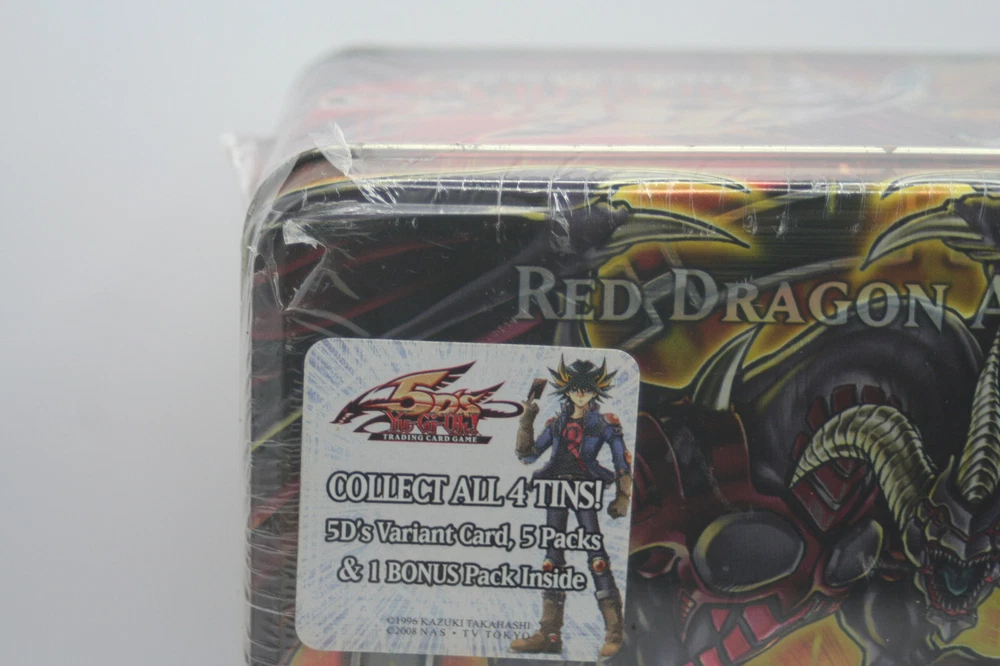 RED DRAGON A
5D's
Yu-Gi-Oh!
TRADING CARD GAME
COLLECT ALL 4 TINS!
5D's Variant Card, 5 Packs
& 1 BONUS Pack Inside
©1996 KAZUKI TAKAHASHI
©2008 NAS • TV TOKYO